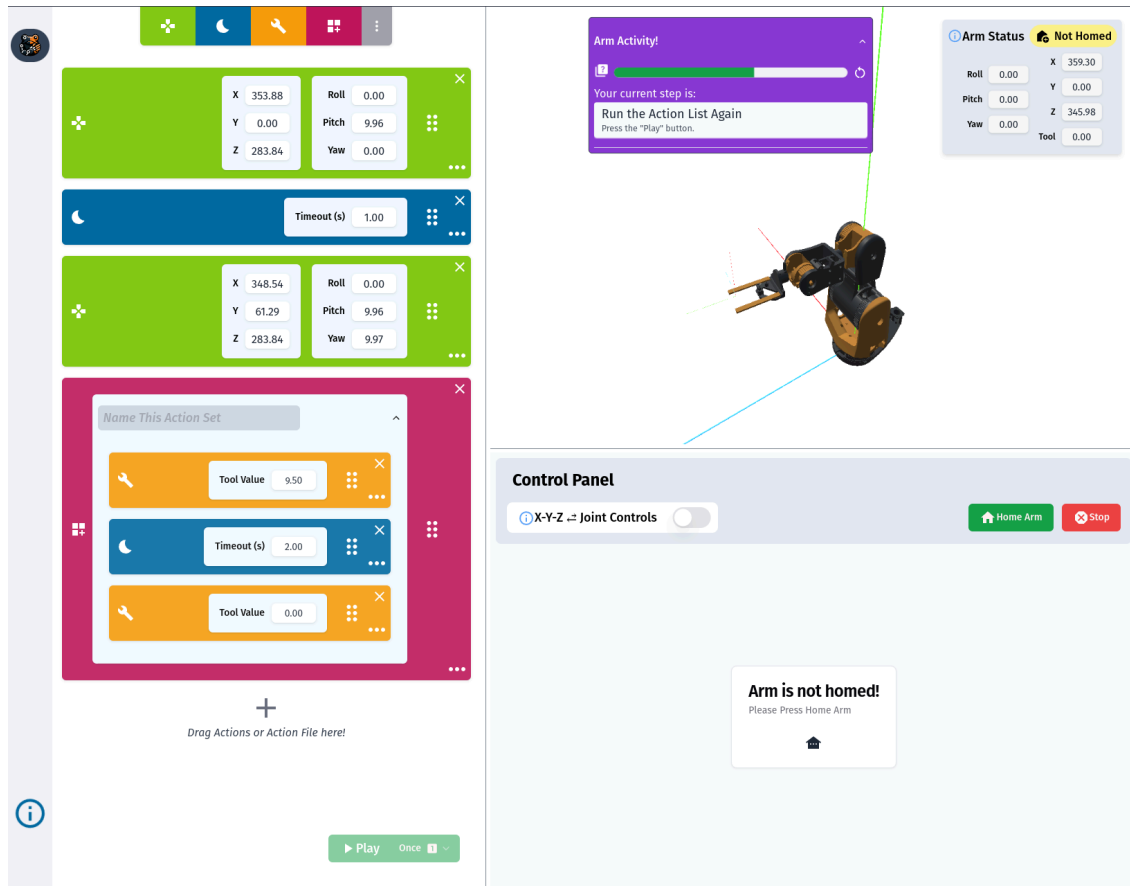 X 353.88 Roll 0.00
Y 0.00 Pitch 9.96
Z 283.84 Yaw 0.00
Timeout (s) 1.00
X 348.54 Roll 0.00
Y 61.29 Pitch 9.96
Z 283.84 Yaw 9.97
Name This Action Set
Tool Value 9.50
Timeout (s) 2.00
Tool Value 0.00
Drag Actions or Action File here!
Play Once 1
Arm Activity!
Your current step is:
Run the Action List Again
Press the "Play" button.
Arm Status Not Homed
X 359.30
Roll 0.00
Y 0.00
Pitch 0.00
Z 345.98
Yaw 0.00
Tool 0.00
Control Panel
X-Y-Z ⇄ Joint Controls
Home Arm
Stop
Arm is not homed!
Please Press Home Arm